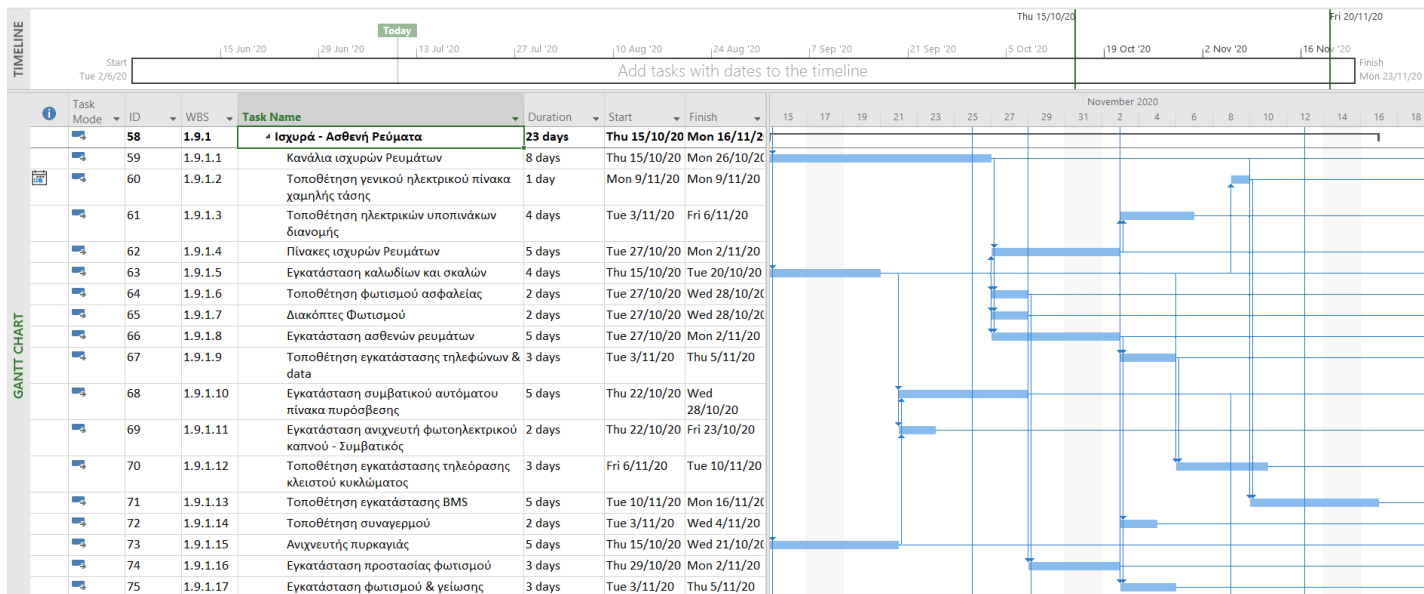 TIMELINE
Thu 15/10/20 Fri 20/11/20
Today
15 Jun '20 29 Jun '20 13 Jul '20 27 Jul '20 10 Aug '20 24 Aug '20 7 Sep '20 21 Sep '20 5 Oct '20 19 Oct '20 2 Nov '20 16 Nov '20
Start
Tue 2/6/20
Add tasks with dates to the timeline
Finish
Mon 23/11/20
GANTT CHART
Task Mode ID WBS Task Name Duration Start Finish
November 2020
15 17 19 21 23 25 27 29 31 2 4 6 8 10 12 14 16 18
58 1.9.1 Ισχυρά - Ασθενή Ρεύματα 23 days Thu 15/10/20 Mon 16/11/2
59 1.9.1.1 Κανάλια ισχυρών Ρευμάτων 8 days Thu 15/10/20 Mon 26/10/20
60 1.9.1.2 Τοποθέτηση γενικού ηλεκτρικού πίνακα 1 day Mon 9/11/20 Mon 9/11/20
χαμηλής τάσης
61 1.9.1.3 Τοποθέτηση ηλεκτρικών υποπινάκων 4 days Tue 3/11/20 Fri 6/11/20
διανομής
62 1.9.1.4 Πίνακες ισχυρών Ρευμάτων 5 days Tue 27/10/20 Mon 2/11/20
63 1.9.1.5 Εγκατάσταση καλωδίων και σκαλών 4 days Thu 15/10/20 Tue 20/10/20
64 1.9.1.6 Τοποθέτηση φωτισμού ασφαλείας 2 days Tue 27/10/20 Wed 28/10/20
65 1.9.1.7 Διακόπτες Φωτισμού 2 days Tue 27/10/20 Wed 28/10/20
66 1.9.1.8 Εγκατάσταση ασθενών ρευμάτων 5 days Tue 27/10/20 Mon 2/11/20
67 1.9.1.9 Τοποθέτηση εγκατάστασης τηλεφώνων & 3 days Tue 3/11/20 Thu 5/11/20
data
68 1.9.1.10 Εγκατάσταση συμβατικού αυτόματου 5 days Thu 22/10/20 Wed
πίνακα πυρόσβεσης 28/10/20
69 1.9.1.11 Εγκατάσταση ανιχνευτή φωτοηλεκτρικού 2 days Thu 22/10/20 Fri 23/10/20
καπνού - Συμβατικός
70 1.9.1.12 Τοποθέτηση εγκατάστασης τηλεόρασης 3 days Fri 6/11/20 Tue 10/11/20
κλειστού κυκλώματος
71 1.9.1.13 Τοποθέτηση εγκατάστασης BMS 5 days Tue 10/11/20 Mon 16/11/20
72 1.9.1.14 Τοποθέτηση συναγερμού 2 days Tue 3/11/20 Wed 4/11/20
73 1.9.1.15 Ανιχνευτής πυρκαγιάς 5 days Thu 15/10/20 Wed 21/10/20
74 1.9.1.16 Εγκατάσταση προστασίας φωτισμού 3 days Thu 29/10/20 Mon 2/11/20
75 1.9.1.17 Εγκατάσταση φωτισμού & γείωσης 3 days Tue 3/11/20 Thu 5/11/20